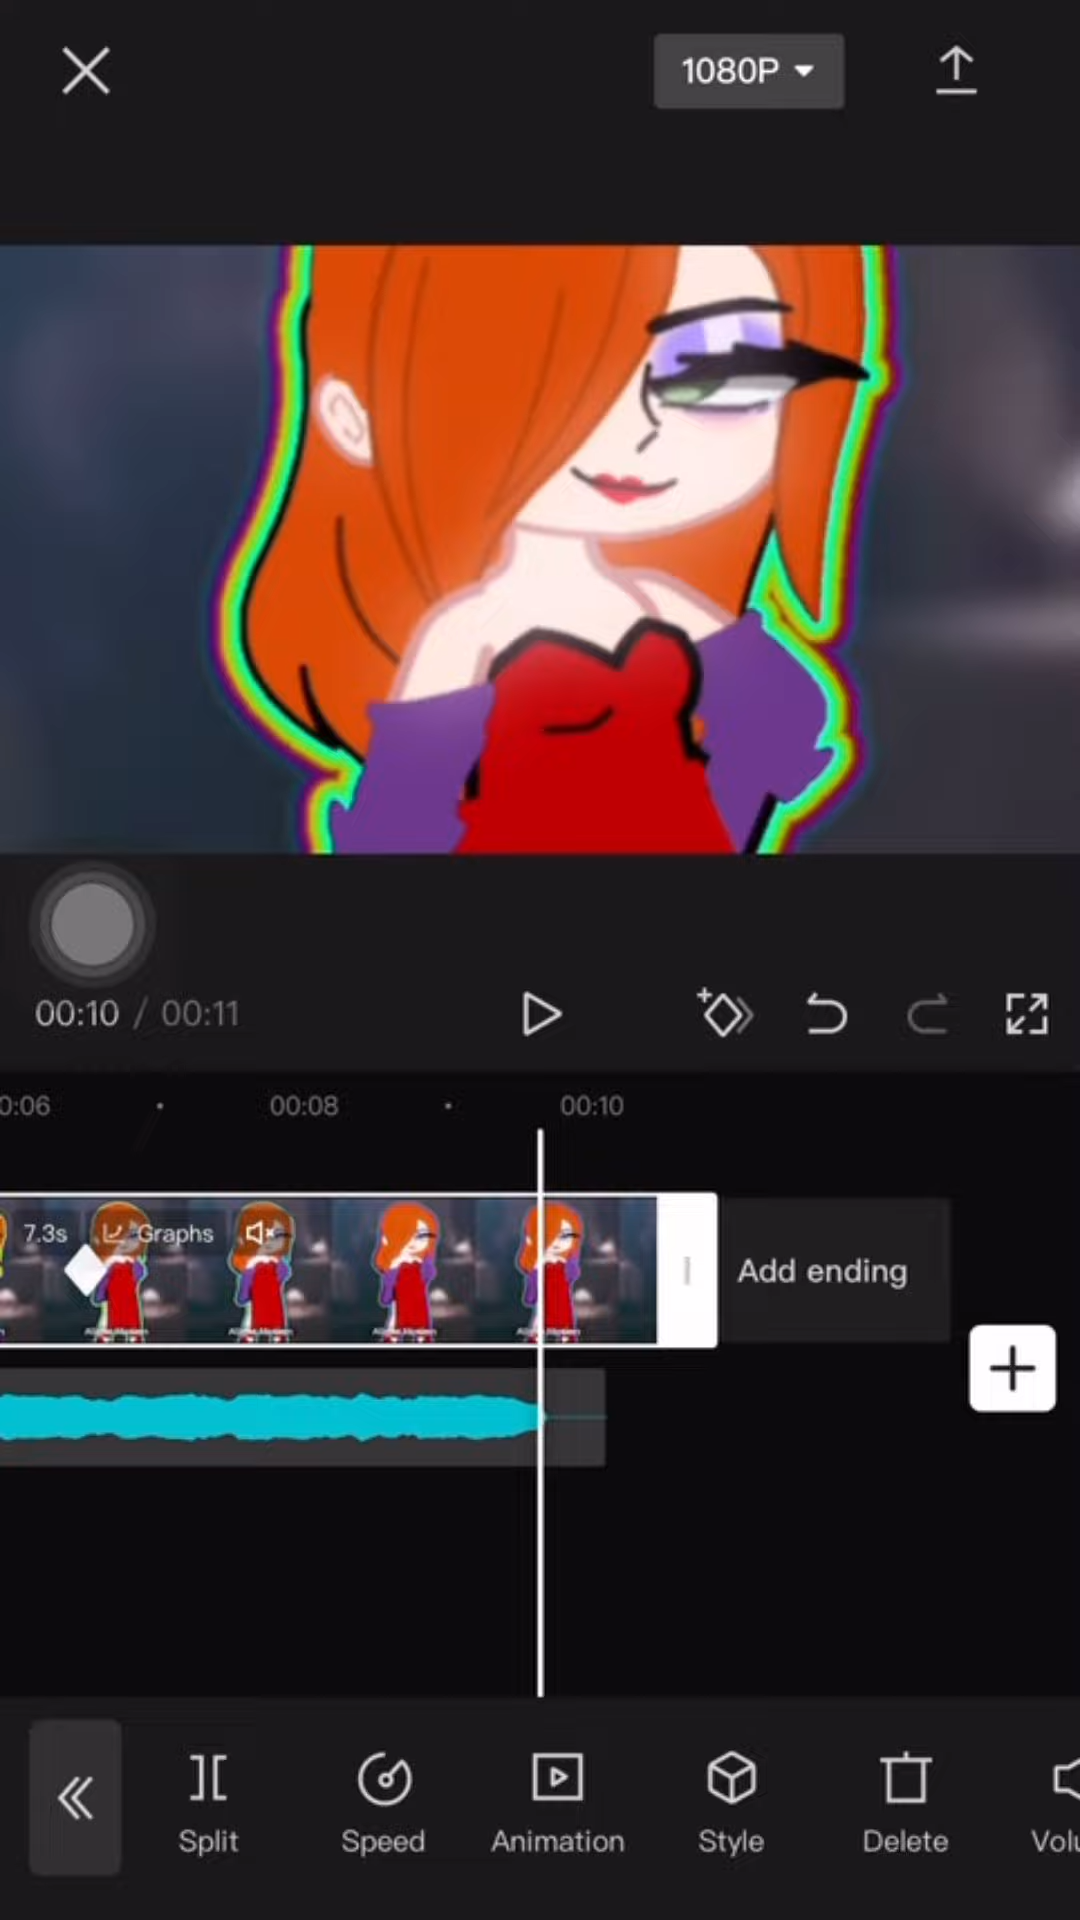 1080P
00:10 / 00:11
0:06
00:08
00:10
7.3s
Graphs
Add ending
Split
Speed
Animation
Style
Delete
Volu